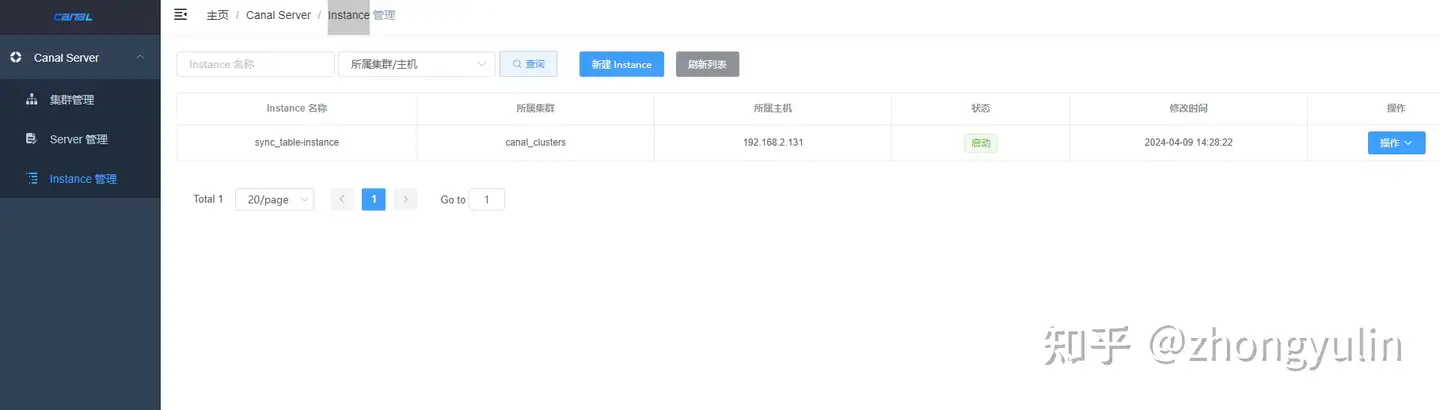 CANAL
主页 / Canal Server / Instance 管理
Canal Server
集群管理
Server 管理
Instance 管理
Instance 名称 所属集群/主机 查询 新建 Instance 刷新列表
Instance 名称 所属集群 所属主机 状态 修改时间 操作
sync_table-instance canal_clusters 192.168.2.131 启动 2024-04-09 14:28:22 操作
Total 1 20/page 1 Go to 1
知乎 @zhongyulin